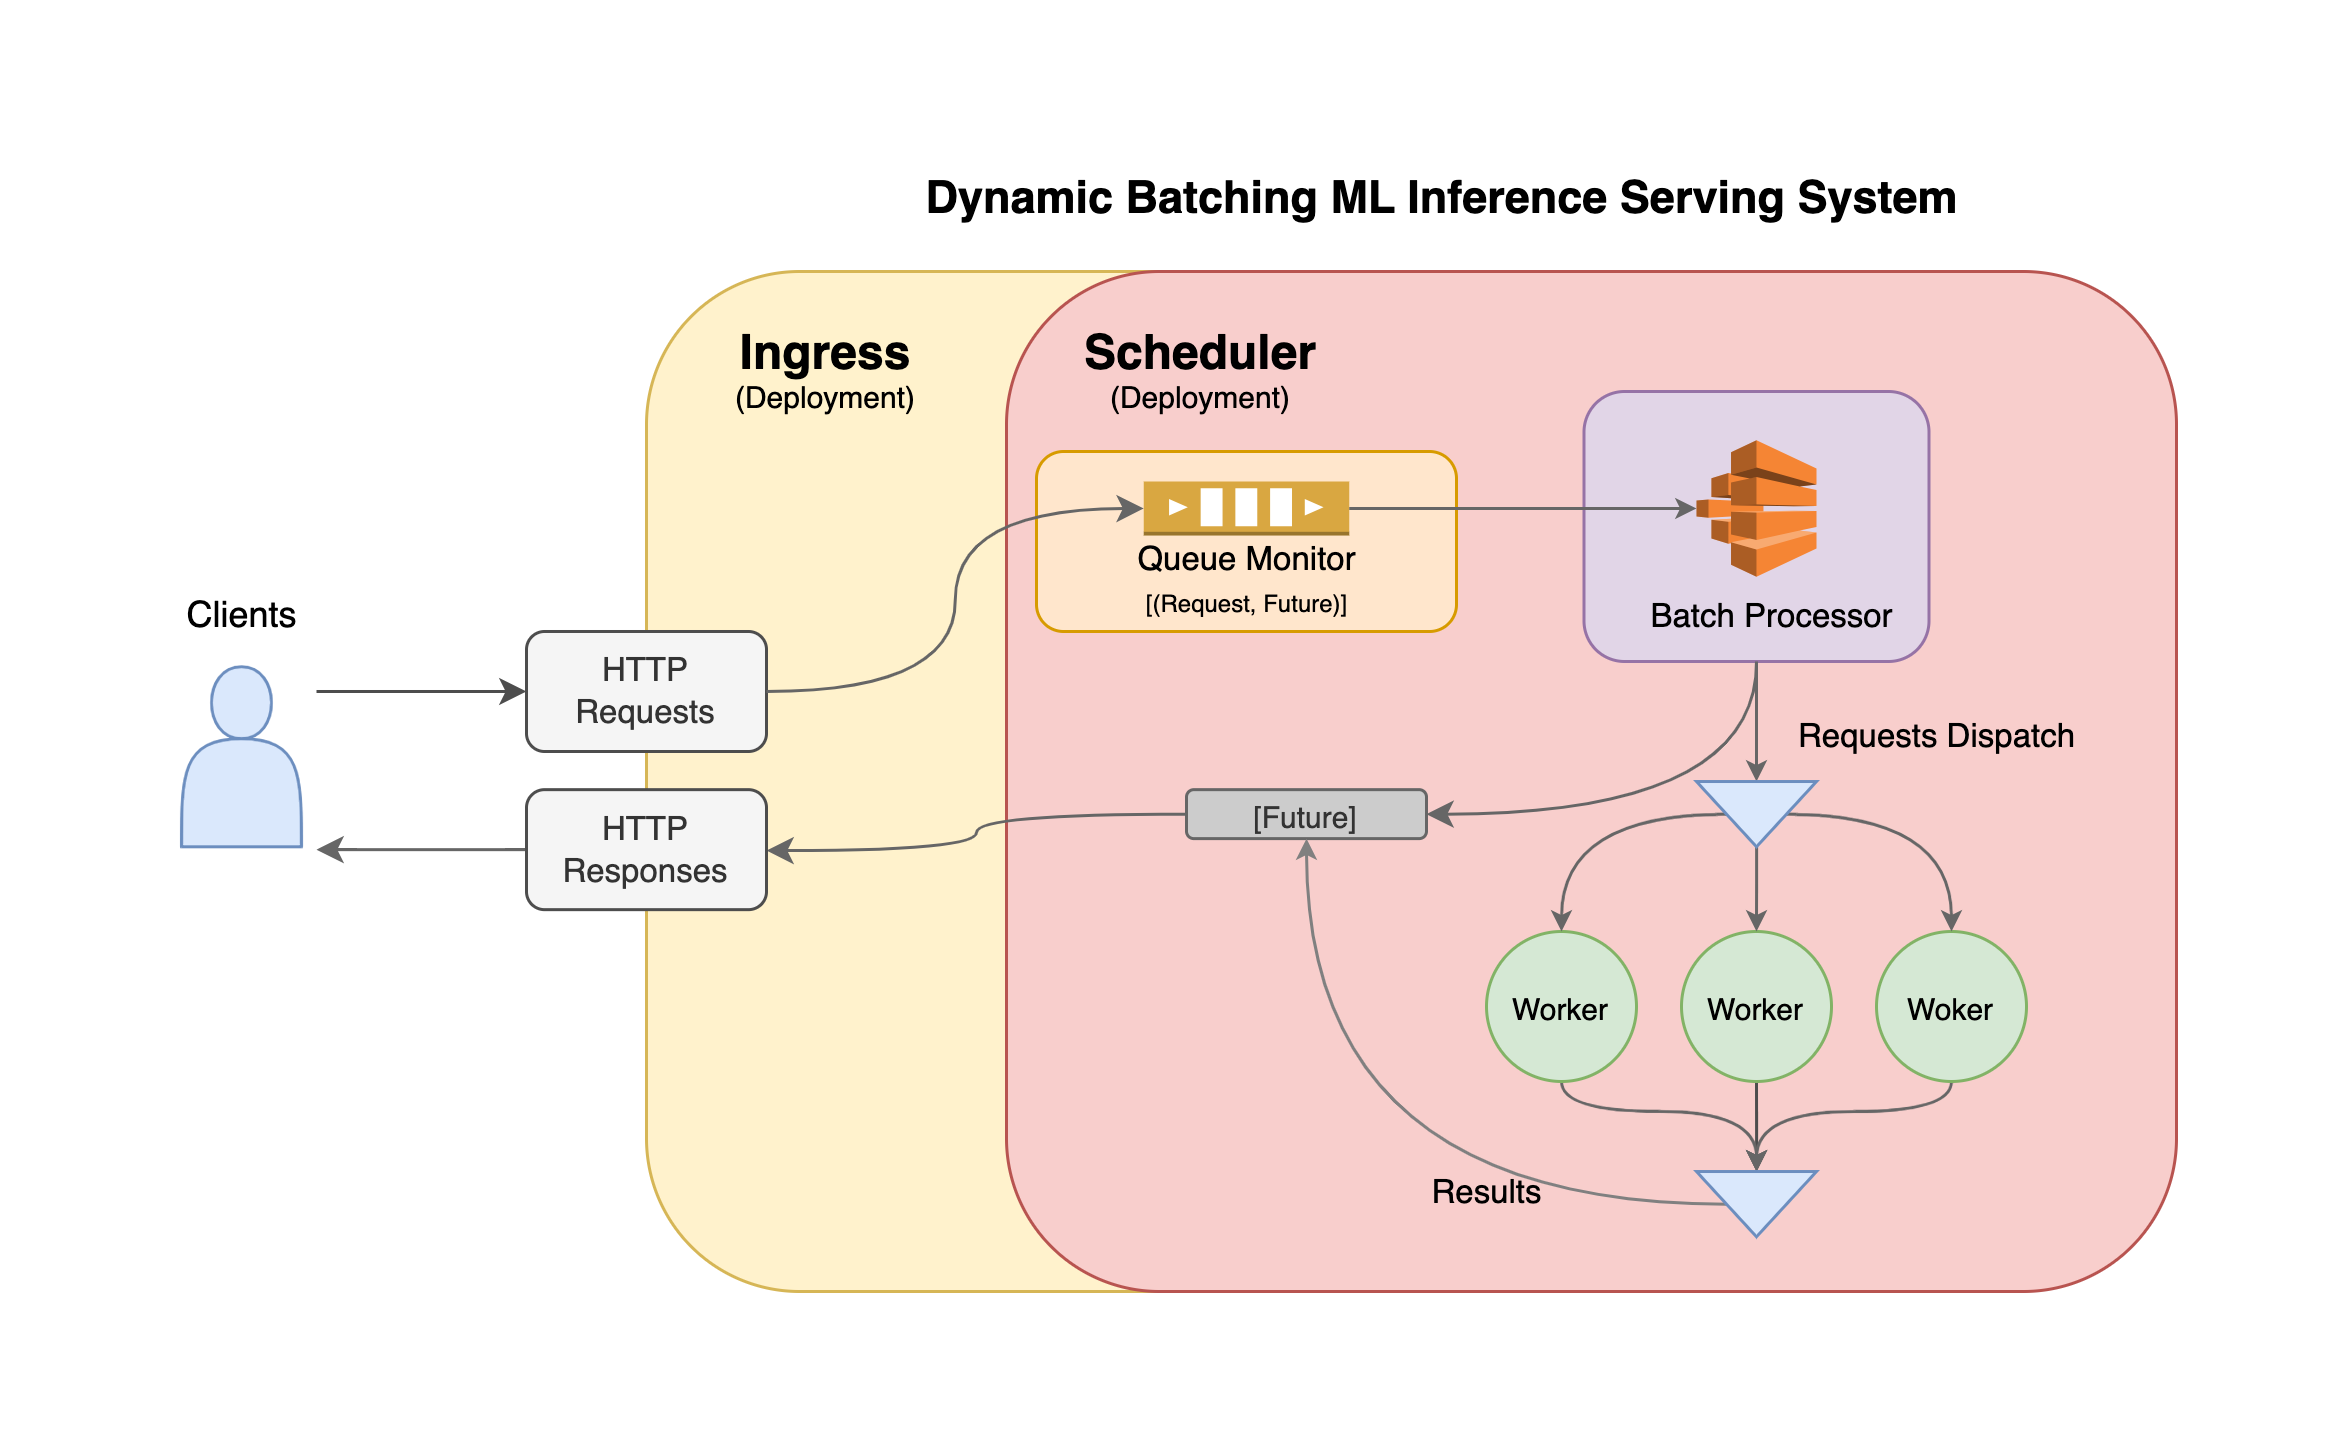 Dynamic Batching ML Inference Serving System
Ingress
(Deployment)
Scheduler
(Deployment)
Queue Monitor
[(Request, Future)]
Batch Processor
Clients
HTTP
Requests
Requests Dispatch
HTTP
Responses
[Future]
Worker
Worker
Woker
Results